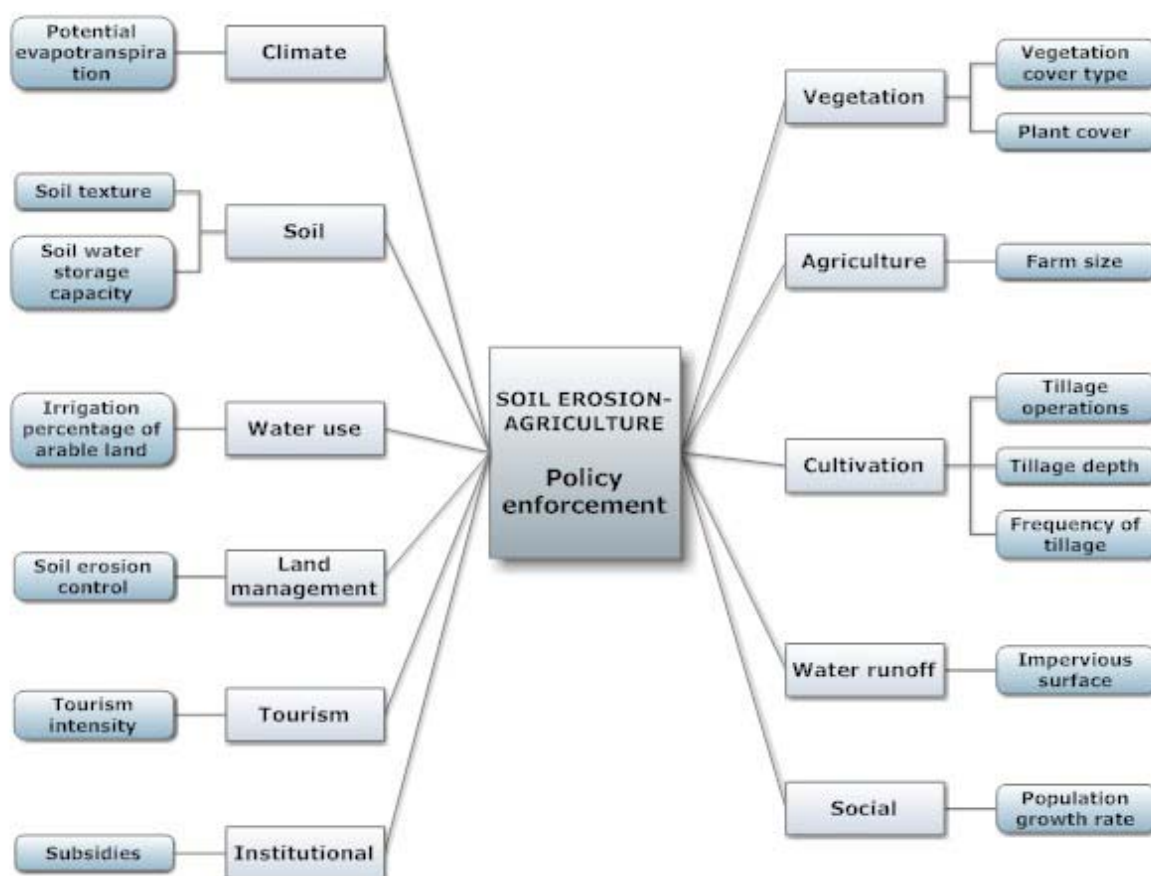 Potential
evapotranspira
tion
Climate
Soil texture
Soil water
storage
capacity
Soil
Irrigation
percentage of
arable land
Water use
Soil erosion
control
Land
management
Tourism
intensity
Tourism
Subsidies
Institutional
SOIL EROSION-
AGRICULTURE
Policy
enforcement
Vegetation
Vegetation
cover type
Plant cover
Agriculture
Farm size
Cultivation
Tillage
operations
Tillage depth
Frequency of
tillage
Water runoff
Impervious
surface
Social
Population
growth rate